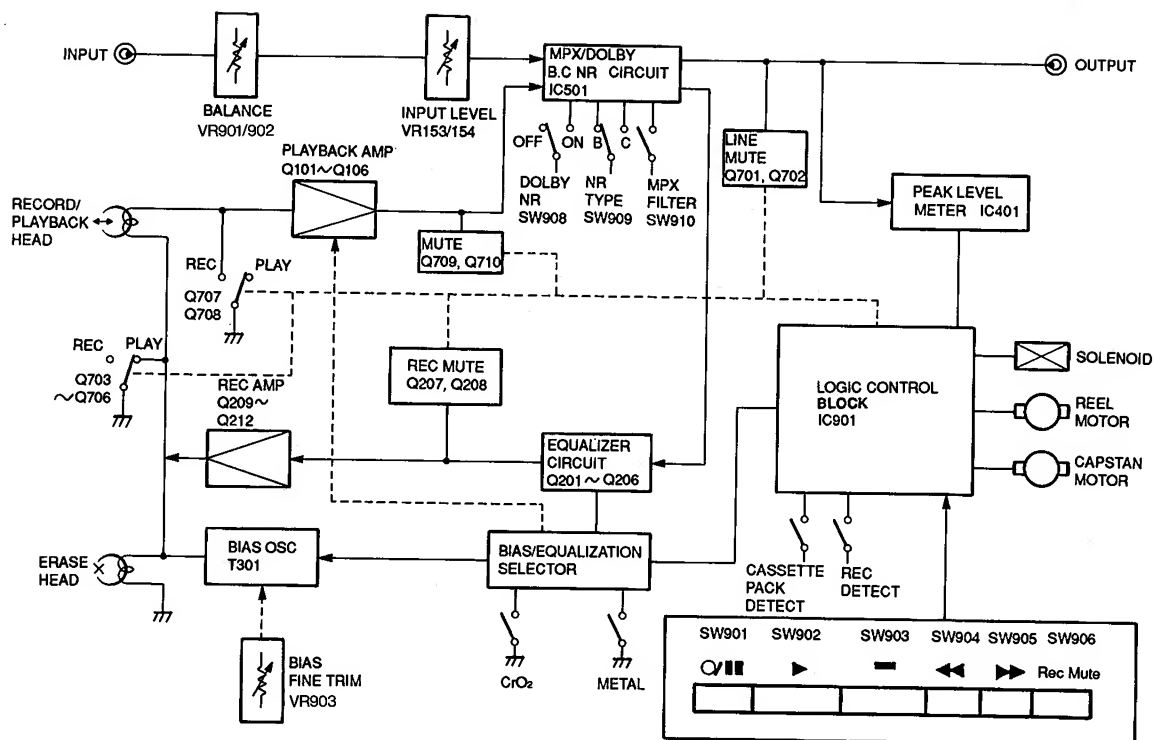 INPUT
BALANCE
VR901/902
INPUT LEVEL
VR153/154
MPX/DOLBY
B.C NR CIRCUIT
IC501
OUTPUT
OFF
ON
B
C
DOLBY
NR
SW908
NR
TYPE
SW909
MPX
FILTER
SW910
LINE
MUTE
Q701, Q702
PEAK LEVEL
METER IC401
PLAYBACK AMP
Q101～Q106
RECORD/
PLAYBACK
HEAD
MUTE
Q709, Q710
REC
PLAY
Q707
Q708
REC
PLAY
Q703
～Q706
REC AMP
Q209～
Q212
REC MUTE
Q207, Q208
LOGIC CONTROL
BLOCK
IC901
SOLENOID
REEL
MOTOR
CAPSTAN
MOTOR
EQUALIZER
CIRCUIT
Q201～Q206
ERASE
HEAD
BIAS OSC
T301
BIAS/EQUALIZATION
SELECTOR
CASSETTE
PACK
DETECT
REC
DETECT
BIAS
FINE TRIM
VR903
CrO₂
METAL
SW901 SW902 SW903 SW904 SW905 SW906
Rec Mute